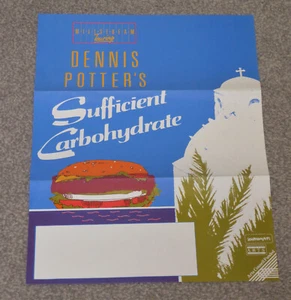 DENNIS
POTTER'S
Sufficient
Carbohydrate